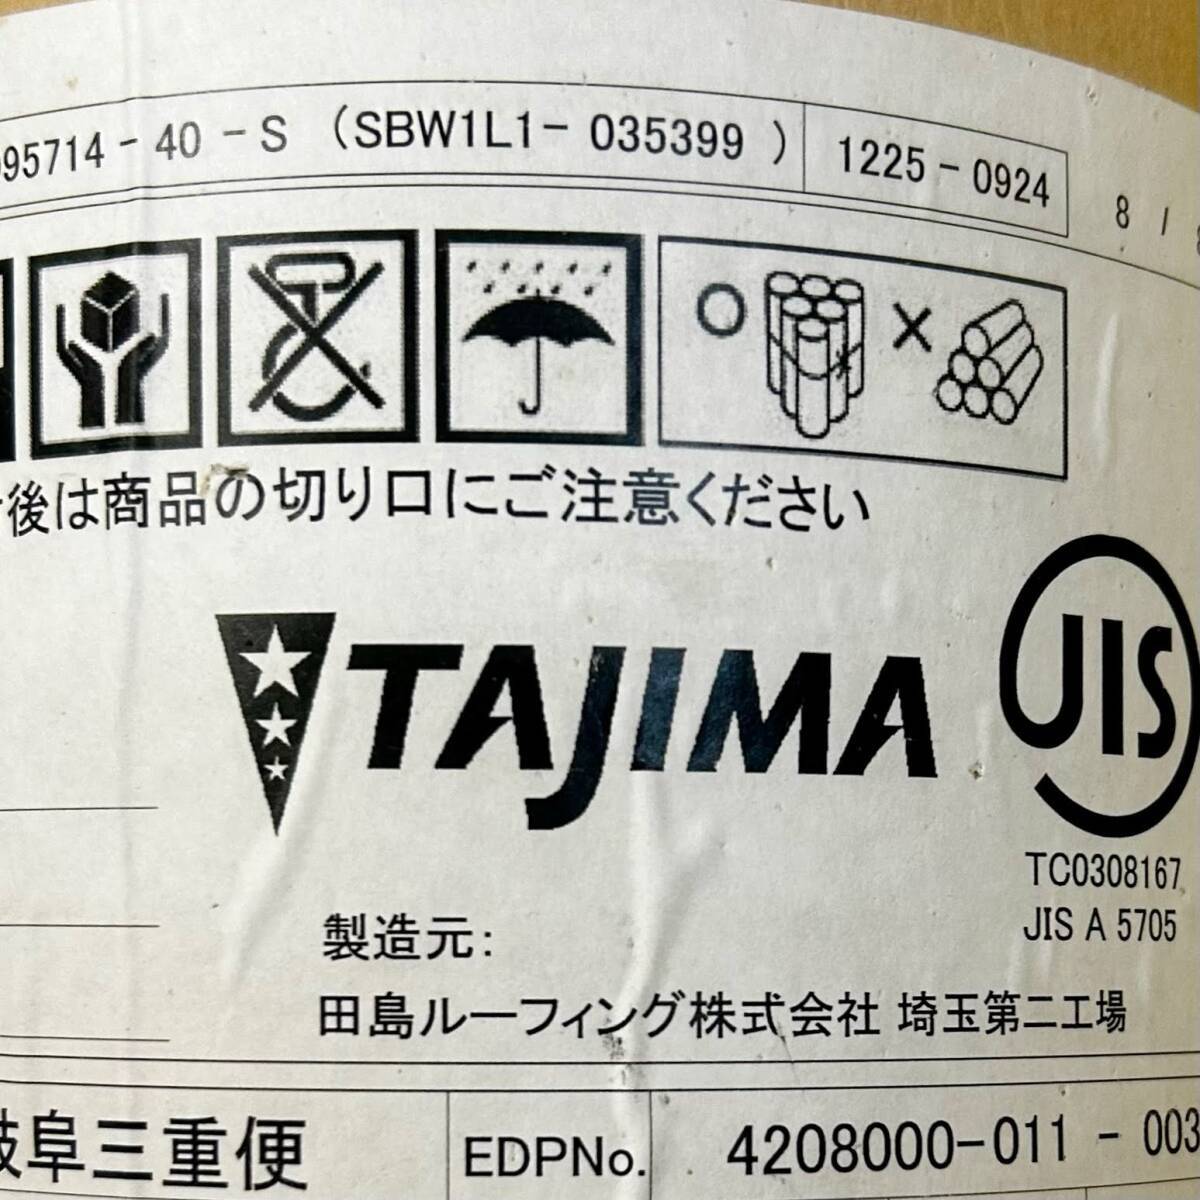 95714-40-S (SBW1L1-035399) 1225-0924 8 /
後は商品の切り口にご注意ください
TAJIMA
JIS
TC0308167
JIS A 5705
製造元:
田島ルーフィング株式会社 埼玉第二工場
阜三重便 EDPNo. 4208000-011-003